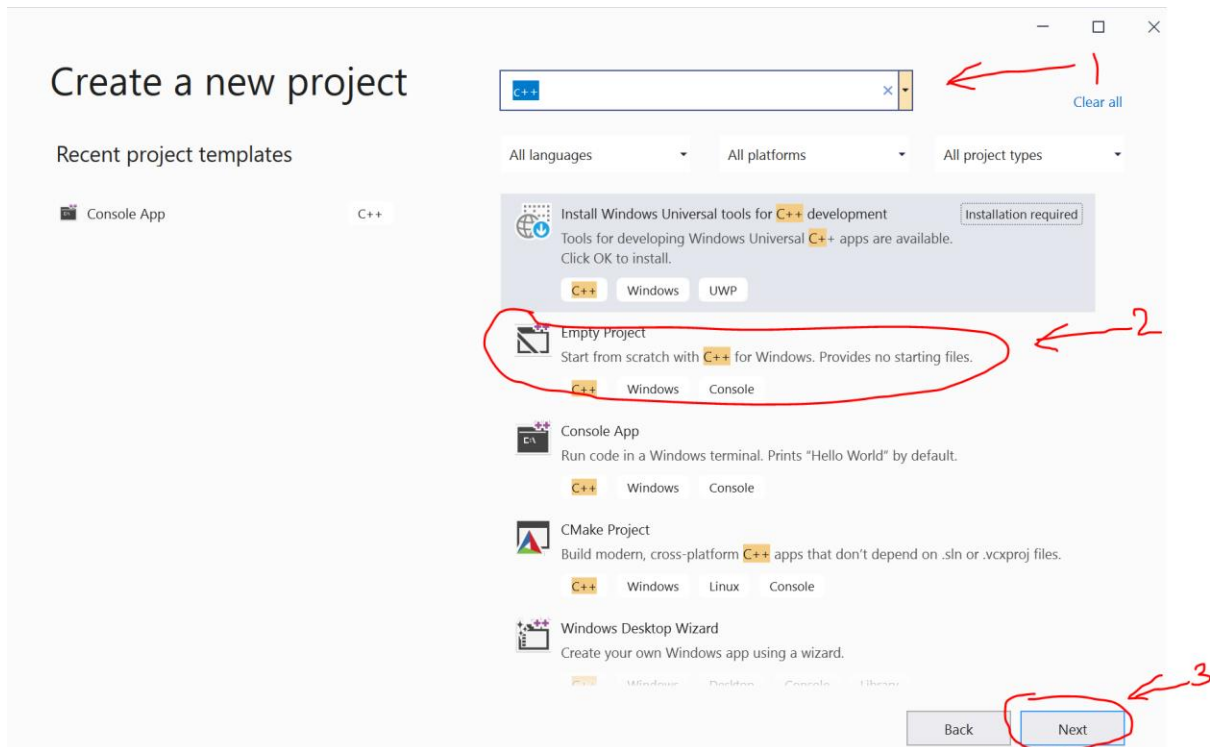 Create a new project
C++
1
Clear all
Recent project templates
All languages
All platforms
All project types
Console App
C++
Install Windows Universal tools for C++ development
Installation required
Tools for developing Windows Universal C++ apps are available.
Click OK to install.
C++ Windows UWP
2
Empty Project
Start from scratch with C++ for Windows. Provides no starting files.
C++ Windows Console
Console App
Run code in a Windows terminal. Prints "Hello World" by default.
C++ Windows Console
CMake Project
Build modern, cross-platform C++ apps that don't depend on .sln or .vcxproj files.
C++ Windows Linux Console
Windows Desktop Wizard
Create your own Windows app using a wizard.
C++ Windows Desktop Console Library
3
Back
Next